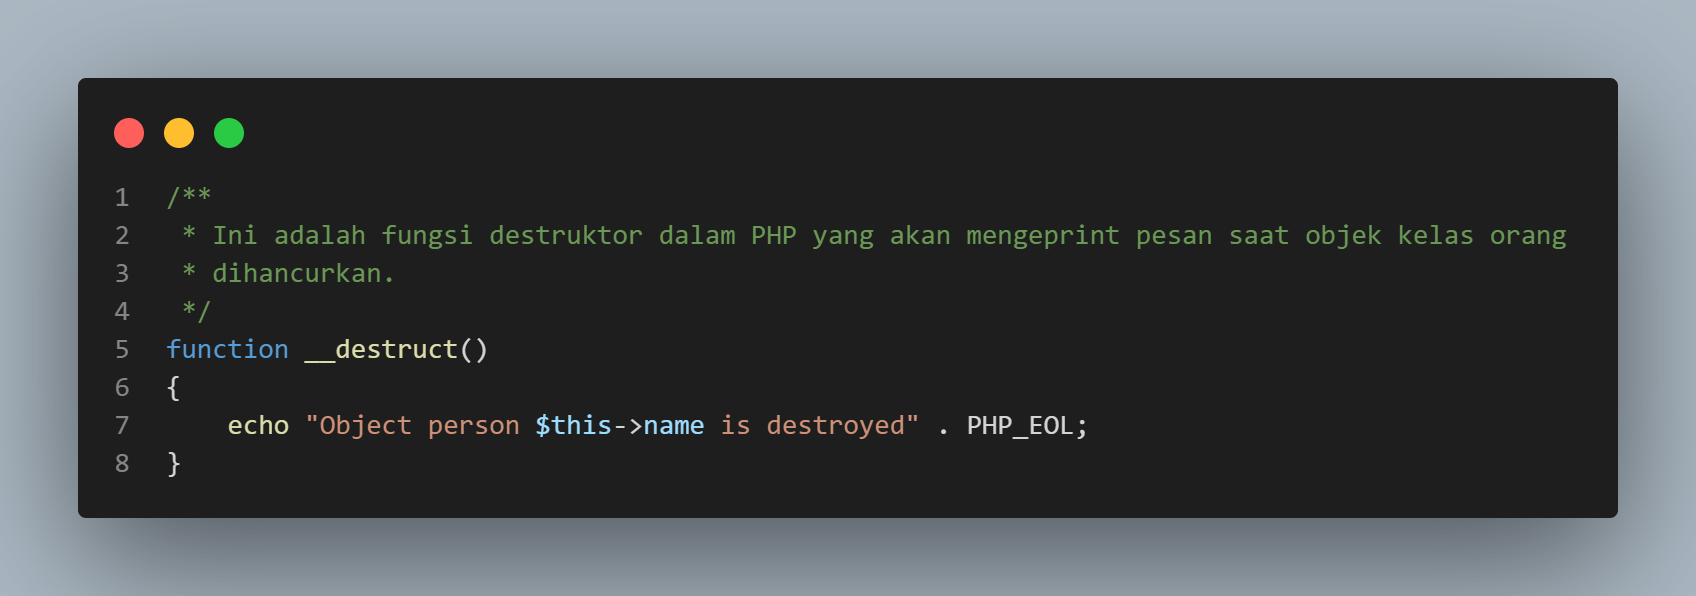 1 /**
2  * Ini adalah fungsi destruktor dalam PHP yang akan mengeprint pesan saat objek kelas orang
3  * dihancurkan.
4  */
5 function __destruct()
6 {
7     echo "Object person $this->name is destroyed" . PHP_EOL;
8 }